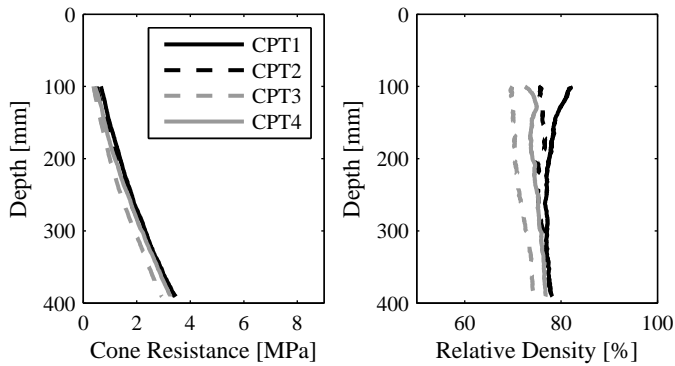 0
100
200
300
400
Depth [mm]
0 2 4 6 8
Cone Resistance [MPa]
CPT1
CPT2
CPT3
CPT4
0
100
200
300
400
Depth [mm]
60 80 100
Relative Density [%]